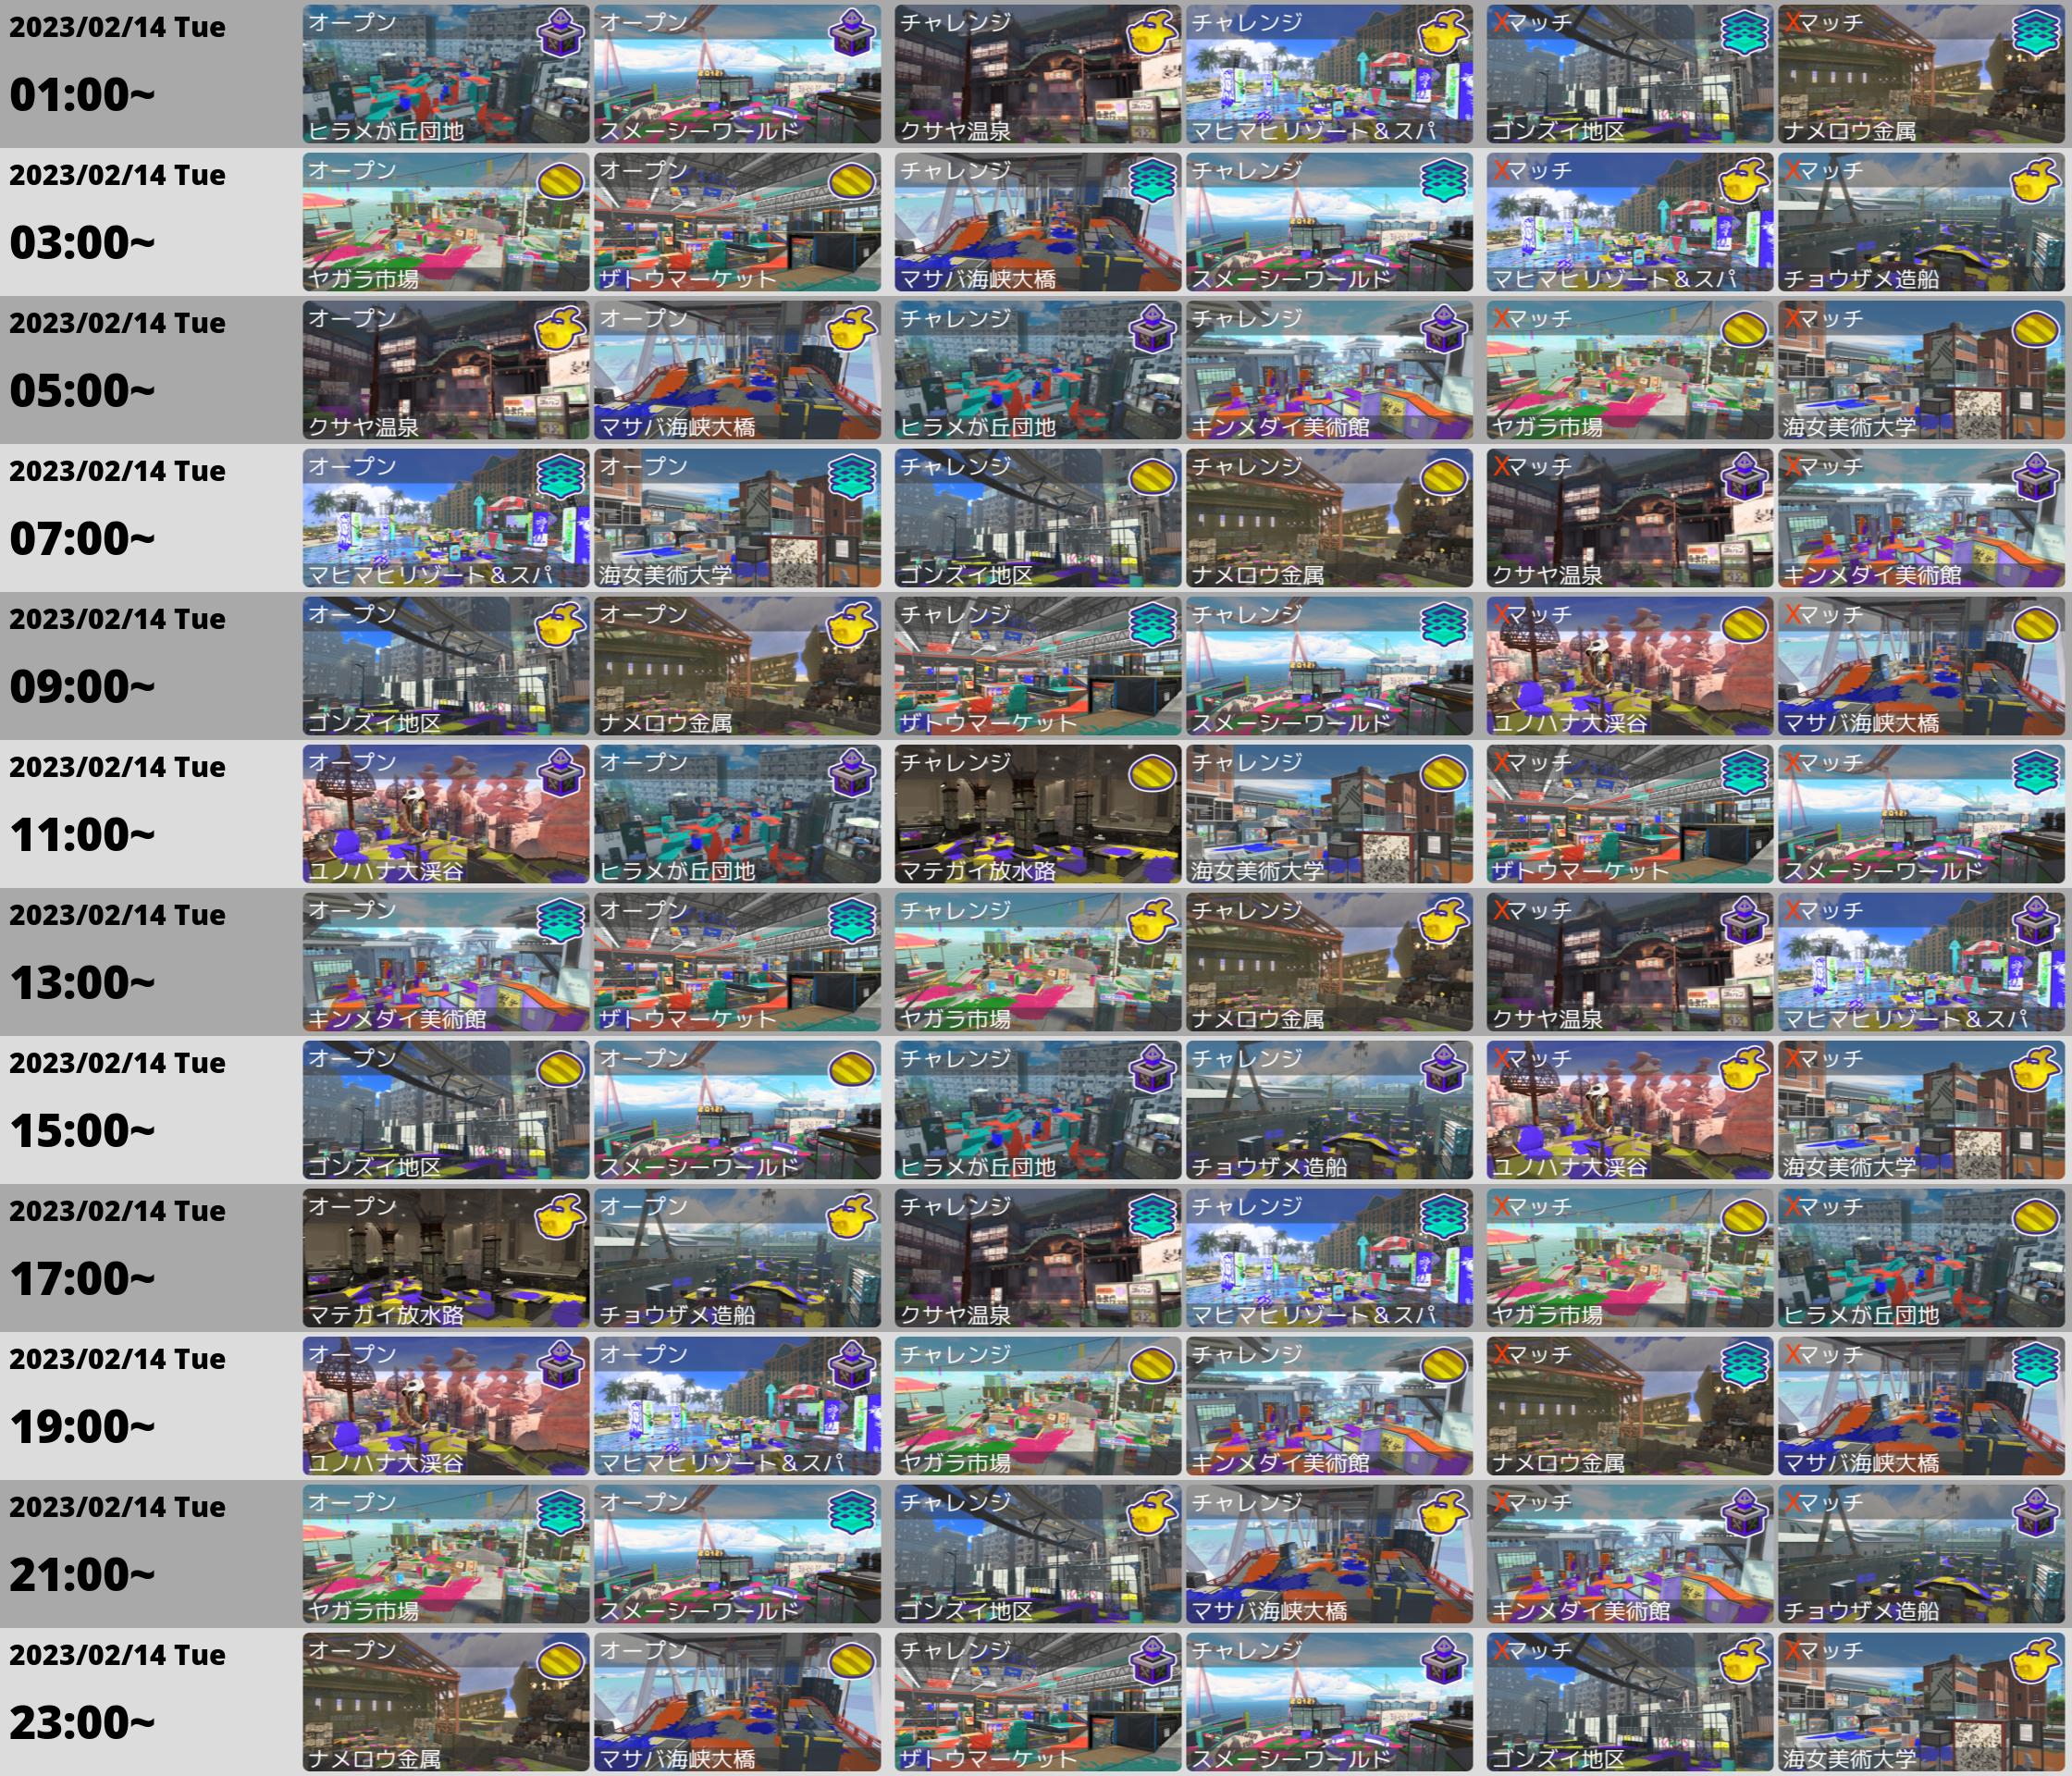 2023/02/14 Tue
01:00~
オープン オープン チャレンジ チャレンジ Xマッチ Xマッチ
ヒラメが丘団地 スメーシーワールド クサヤ温泉 マヒマヒリゾート＆スパ ゴンズイ地区 ナメロウ金属
2023/02/14 Tue
03:00~
オープン オープン チャレンジ チャレンジ Xマッチ Xマッチ
ヤガラ市場 ザトウマーケット マサバ海峡大橋 スメーシーワールド マヒマヒリゾート＆スパ チョウザメ造船
2023/02/14 Tue
05:00~
オープン オープン チャレンジ チャレンジ Xマッチ Xマッチ
クサヤ温泉 マサバ海峡大橋 ヒラメが丘団地 キンメダイ美術館 ヤガラ市場 海女美術大学
2023/02/14 Tue
07:00~
オープン オープン チャレンジ チャレンジ Xマッチ Xマッチ
マヒマヒリゾート＆スパ 海女美術大学 ゴンズイ地区 ナメロウ金属 クサヤ温泉 キンメダイ美術館
2023/02/14 Tue
09:00~
オープン オープン チャレンジ チャレンジ Xマッチ Xマッチ
ゴンズイ地区 ナメロウ金属 ザトウマーケット スメーシーワールド ユノハナ大渓谷 マサバ海峡大橋
2023/02/14 Tue
11:00~
オープン オープン チャレンジ チャレンジ Xマッチ Xマッチ
ユノハナ大渓谷 ヒラメが丘団地 マテガイ放水路 海女美術大学 ザトウマーケット スメーシーワールド
2023/02/14 Tue
13:00~
オープン オープン チャレンジ チャレンジ Xマッチ Xマッチ
キンメダイ美術館 ザトウマーケット ヤガラ市場 ナメロウ金属 クサヤ温泉 マヒマヒリゾート＆スパ
2023/02/14 Tue
15:00~
オープン オープン チャレンジ チャレンジ Xマッチ Xマッチ
ゴンズイ地区 スメーシーワールド ヒラメが丘団地 チョウザメ造船 ユノハナ大渓谷 海女美術大学
2023/02/14 Tue
17:00~
オープン オープン チャレンジ チャレンジ Xマッチ Xマッチ
マテガイ放水路 チョウザメ造船 クサヤ温泉 マヒマヒリゾート＆スパ ヤガラ市場 ヒラメが丘団地
2023/02/14 Tue
19:00~
オープン オープン チャレンジ チャレンジ Xマッチ Xマッチ
ユノハナ大渓谷 マヒマヒリゾート＆スパ ヤガラ市場 キンメダイ美術館 ナメロウ金属 マサバ海峡大橋
2023/02/14 Tue
21:00~
オープン オープン チャレンジ チャレンジ Xマッチ Xマッチ
ヤガラ市場 スメーシーワールド ゴンズイ地区 マサバ海峡大橋 キンメダイ美術館 チョウザメ造船
2023/02/14 Tue
23:00~
オープン オープン チャレンジ チャレンジ Xマッチ Xマッチ
ナメロウ金属 マサバ海峡大橋 ザトウマーケット スメーシーワールド ゴンズイ地区 海女美術大学